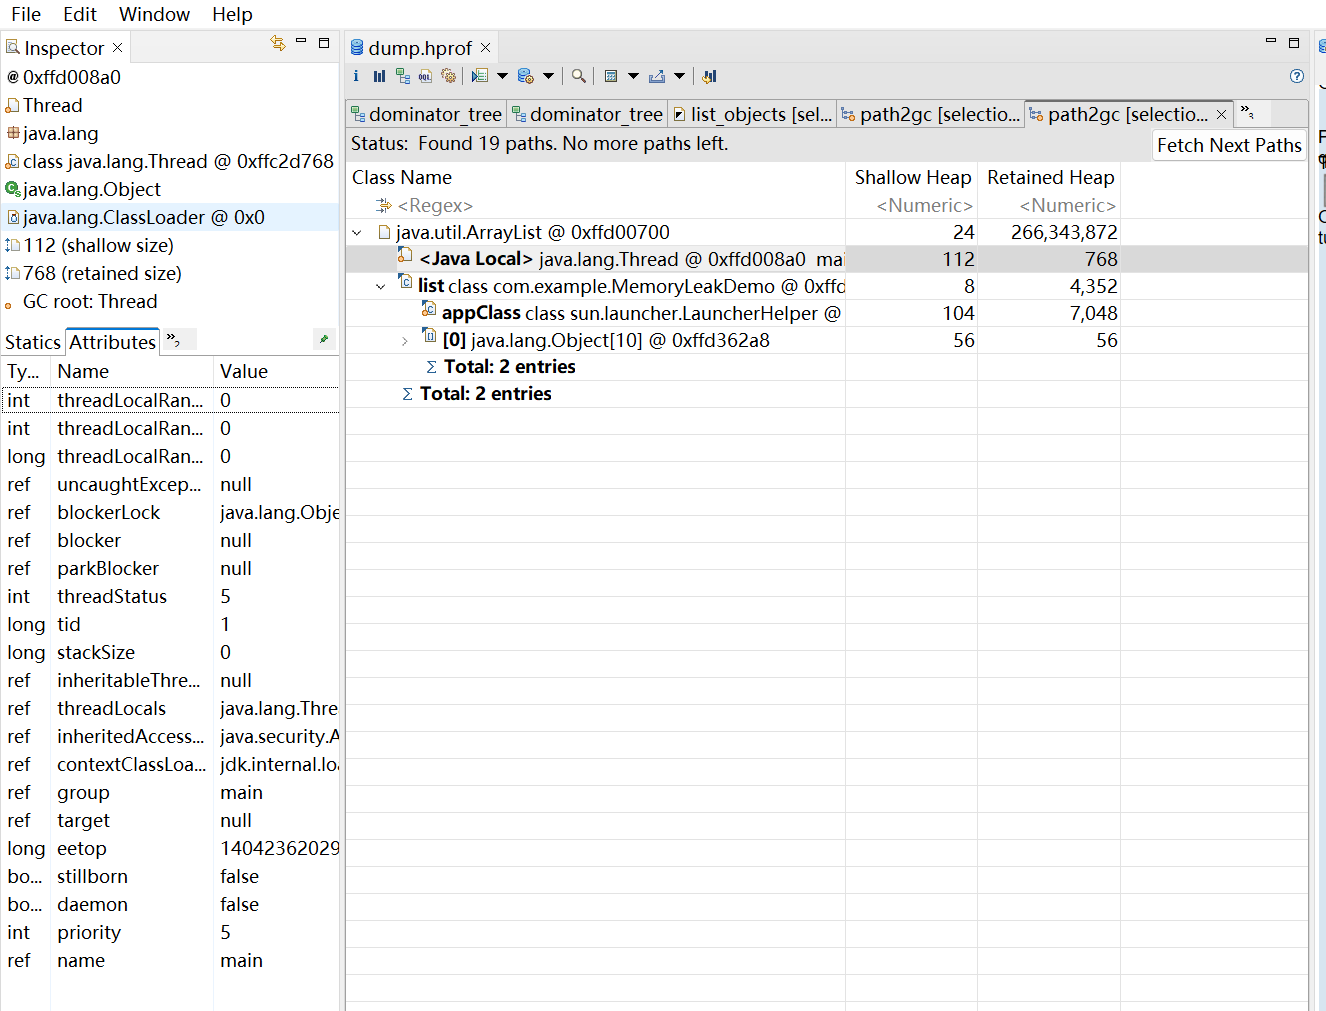 File Edit Window Help
Inspector
@ 0xffd008a0
Thread
java.lang
class java.lang.Thread @ 0xffc2d768
java.lang.Object
java.lang.ClassLoader @ 0x0
112 (shallow size)
768 (retained size)
GC root: Thread
Statics Attributes »2
Ty... Name Value
int threadLocalRan... 0
int threadLocalRan... 0
long threadLocalRan... 0
ref uncaughtExcep... null
ref blockerLock java.lang.Obje
ref blocker null
ref parkBlocker null
int threadStatus 5
long tid 1
long stackSize 0
ref inheritableThre... null
ref threadLocals java.lang.Thre
ref inheritedAccess... java.security.A
ref contextClassLoa... jdk.internal.loa
ref group main
ref target null
long eetop 14042362029
bo... stillborn false
bo... daemon false
int priority 5
ref name main
dump.hprof
dominator_tree dominator_tree list_objects [sel... path2gc [selectio... path2gc [selectio... »3
Status: Found 19 paths. No more paths left.
Fetch Next Paths
Class Name Shallow Heap Retained Heap
<Regex> <Numeric> <Numeric>
java.util.ArrayList @ 0xffd00700 24 266,343,872
<Java Local> java.lang.Thread @ 0xffd008a0 mai 112 768
list class com.example.MemoryLeakDemo @ 0xffd 8 4,352
appClass class sun.launcher.LauncherHelper @ 104 7,048
[0] java.lang.Object[10] @ 0xffd362a8 56 56
Σ Total: 2 entries
Σ Total: 2 entries